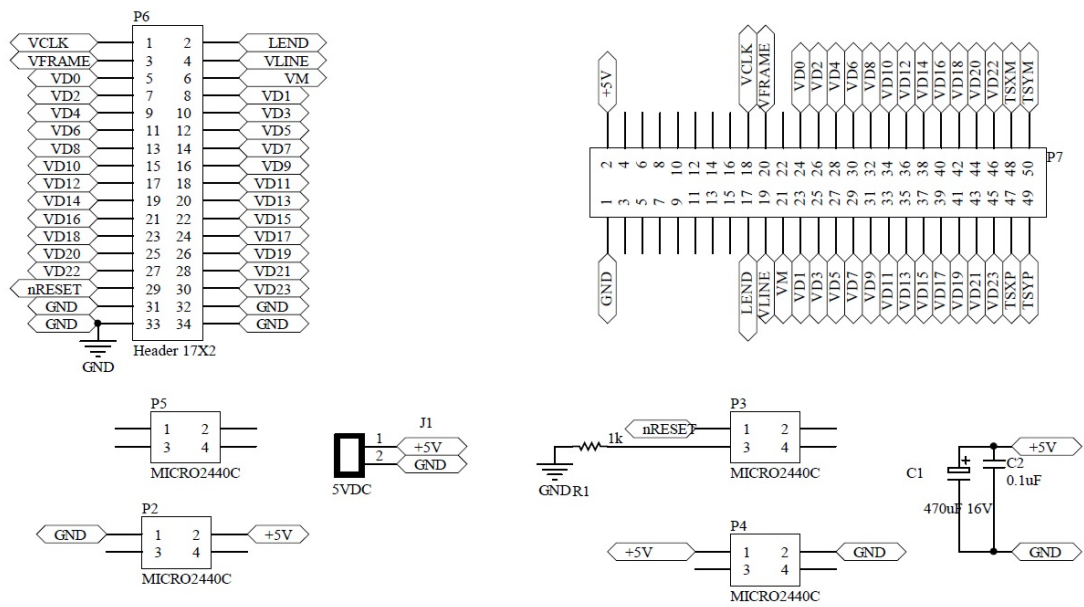 P6
VCLK 1 2 LEND
VFRAME 3 4 VLINE
VD0 5 6 VM
VD2 7 8 VD1
VD4 9 10 VD3
VD6 11 12 VD5
VD8 13 14 VD7
VD10 15 16 VD9
VD12 17 18 VD11
VD14 19 20 VD13
VD16 21 22 VD15
VD18 23 24 VD17
VD20 25 26 VD19
VD22 27 28 VD21
nRESET 29 30 VD23
GND 31 32 GND
GND 33 34 GND
Header 17X2
GND
+5V VCLK VFRAME VD0 VD2 VD4 VD6 VD8 VD10 VD12 VD14 VD16 VD18 VD20 VD22 TSXM TSYM
P7
2 4 6 8 10 12 14 16 18 20 22 24 26 28 30 32 34 36 38 40 42 44 46 48 50
1 3 5 7 9 11 13 15 17 19 21 23 25 27 29 31 33 35 37 39 41 43 45 47 49
GND LEND VLINE VM VD1 VD3 VD5 VD7 VD9 VD11 VD13 VD15 VD17 VD19 VD21 VD23 TSXP TSYP
P5
1 2
3 4
MICRO2440C
J1
1 +5V
2 GND
5VDC
P3
nRESET 1 2
1k 3 4
GND R1
MICRO2440C
+5V
C1 + C2
0.1uF
470uF 16V
GND
P2
GND 1 2 +5V
3 4
MICRO2440C
P4
+5V 1 2 GND
3 4
MICRO2440C